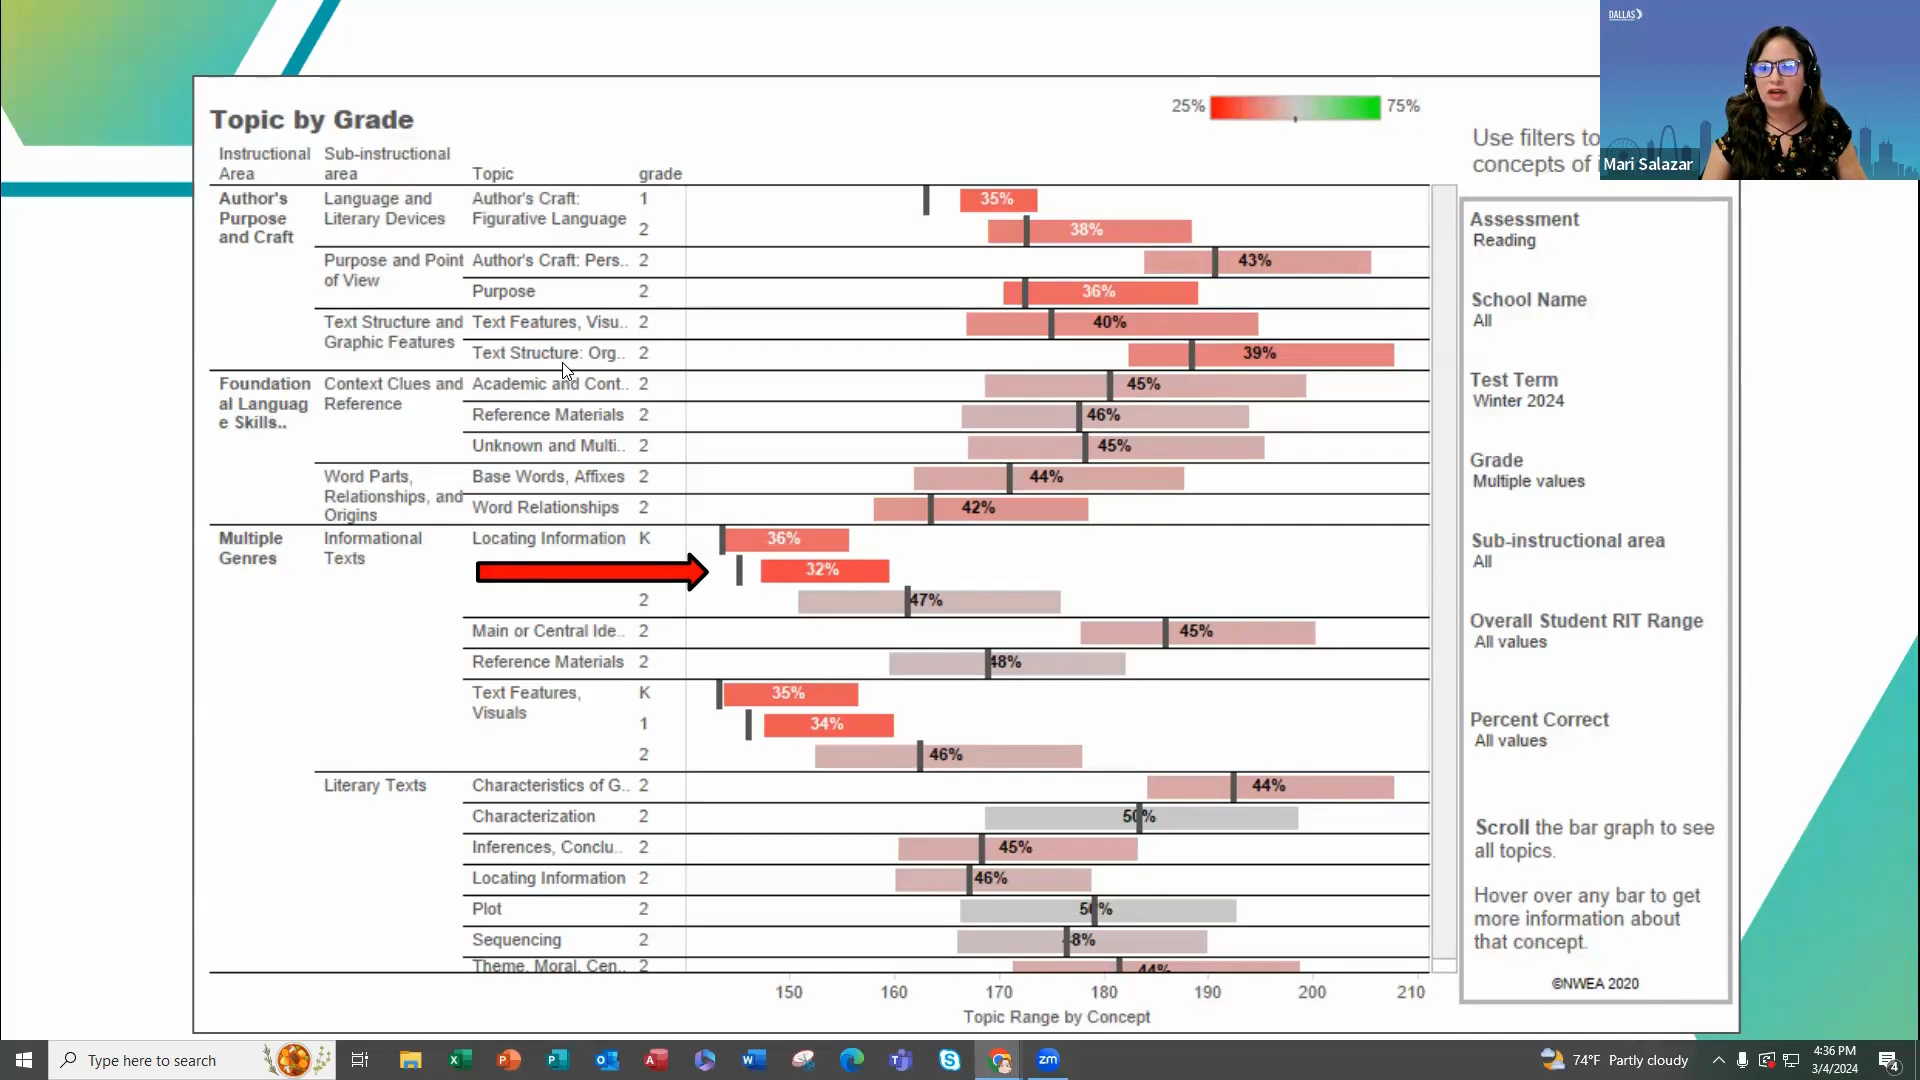 DALLAS
Mari Salazar
25%
75%
Topic by Grade
Use filters to
concepts of i
Instructional Area
Sub-instructional area
Topic
grade
Author's Purpose and Craft
Language and Literary Devices
Author's Craft: Figurative Language
1
35%
2
38%
Purpose and Point of View
Author's Craft: Pers..
2
43%
Purpose
2
36%
Text Structure and Graphic Features
Text Features, Visu..
2
40%
Text Structure: Org..
2
39%
Foundation
al Languag
e Skills..
Context Clues and Reference
Academic and Cont..
2
45%
Reference Materials
2
46%
Unknown and Multi..
2
45%
Word Parts, Relationships, and Origins
Base Words, Affixes
2
44%
Word Relationships
2
42%
Multiple Genres
Informational Texts
Locating Information
K
36%
32%
2
47%
Main or Central Ide..
2
45%
Reference Materials
2
48%
Text Features, Visuals
K
35%
1
34%
2
46%
Literary Texts
Characteristics of G..
2
44%
Characterization
2
50%
Inferences, Conclu..
2
45%
Locating Information
2
46%
Plot
2
50%
Sequencing
2
48%
Theme, Moral, Cen..
2
44%
150
160
170
180
190
200
210
Topic Range by Concept
Assessment
Reading
School Name
All
Test Term
Winter 2024
Grade
Multiple values
Sub-instructional area
All
Overall Student RIT Range
All values
Percent Correct
All values
Scroll the bar graph to see
all topics.
Hover over any bar to get
more information about
that concept.
©NWEA 2020
Type here to search
zm
74°F Partly cloudy
4:36 PM
3/4/2024
4